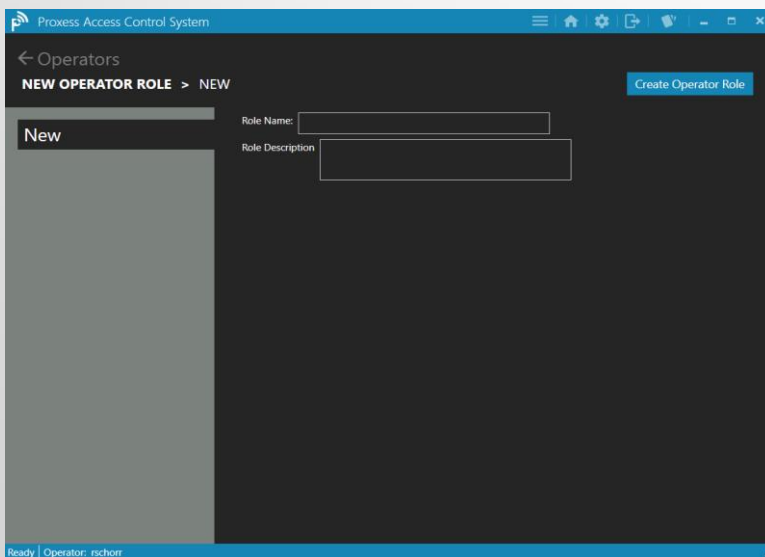 Proxess Access Control System
Operators
NEW OPERATOR ROLE > NEW
Create Operator Role
New
Role Name:
Role Description
Ready Operator: rschorr